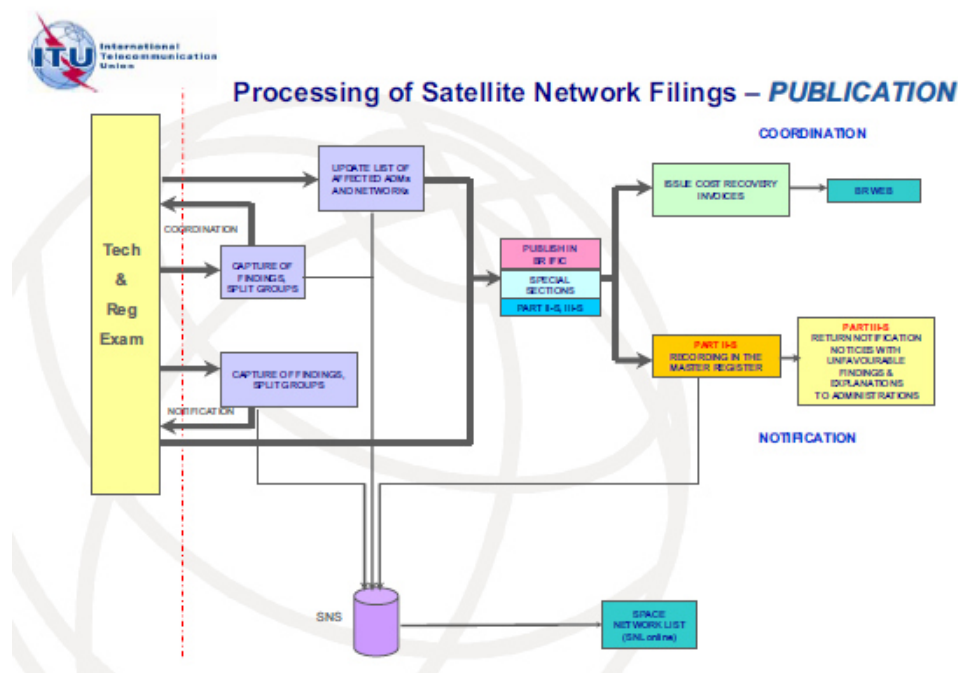 ITU
International
Telecommunication
Union
Processing of Satellite Network Filings – PUBLICATION
COORDINATION
UPDATE LIST OF
AFFECTED ADMs
AND NETWORKs
ISSUE COST RECOVERY
INVOICES
BR WEB
COORDINATION
Tech
&
Reg
Exam
CAPTURE OF
FINDINGS,
SPLIT GROUPS
PUBLISH IN
BR IFIC
SPECIAL
SECTIONS
PART II-S, III-S
CAPTURE OF FINDINGS,
SPLIT GROUPS
NOTIFICATION
PART II-S
RECORDING IN THE
MASTER REGISTER
PART III-S
RETURN NOTIFICATION
NOTICES WITH
UNFAVOURABLE
FINDINGS &
EXPLANATIONS
TO ADMINISTRATIONS
NOTIFICATION
SNS
SPACE
NETWORK LIST
(SNL online)